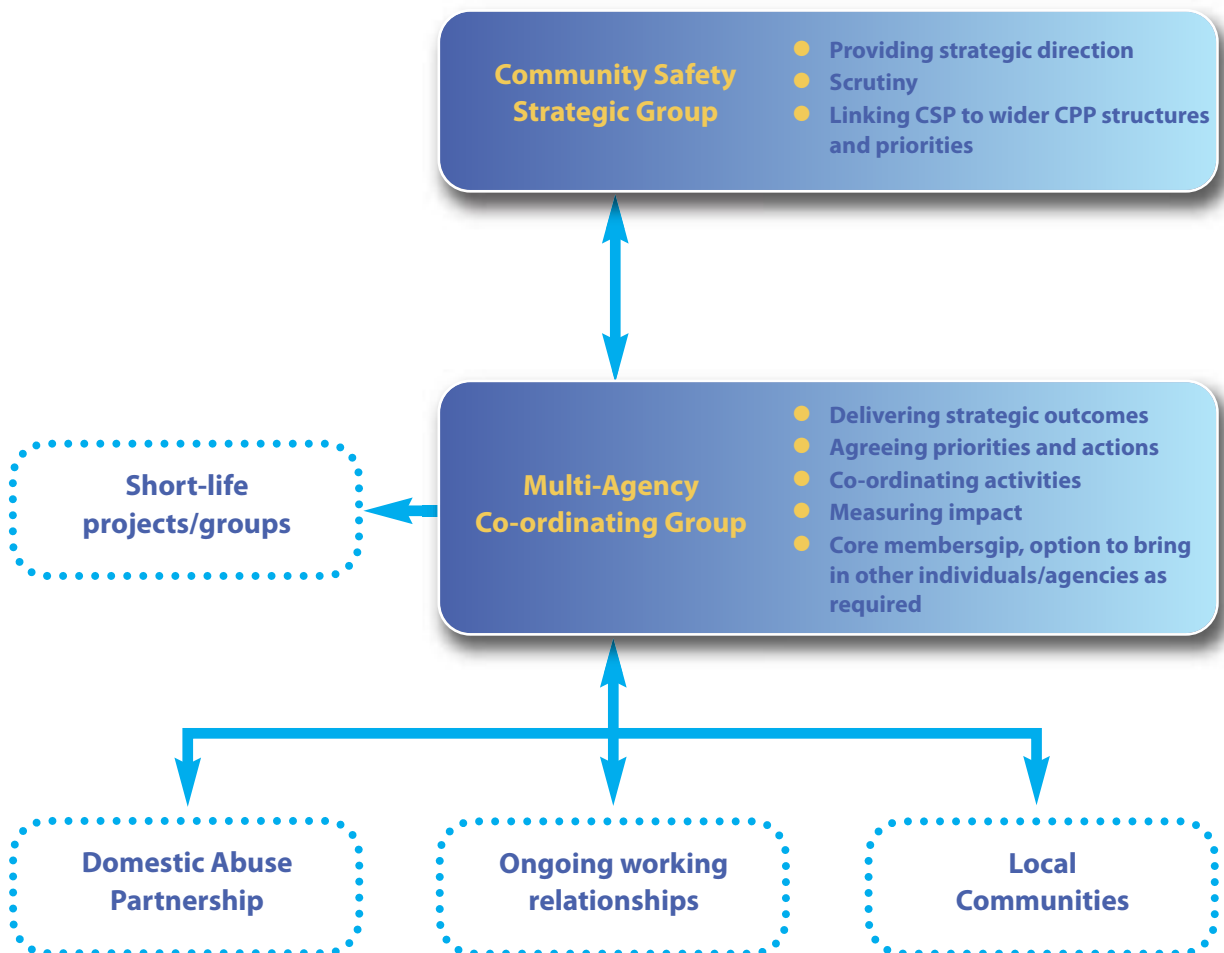 Community Safety
Strategic Group
● Providing strategic direction
● Scrutiny
● Linking CSP to wider CPP structures
and priorities
Short-life
projects/groups
Multi-Agency
Co-ordinating Group
● Delivering strategic outcomes
● Agreeing priorities and actions
● Co-ordinating activities
● Measuring impact
● Core membersgip, option to bring
in other individuals/agencies as
required
Domestic Abuse
Partnership
Ongoing working
relationships
Local
Communities